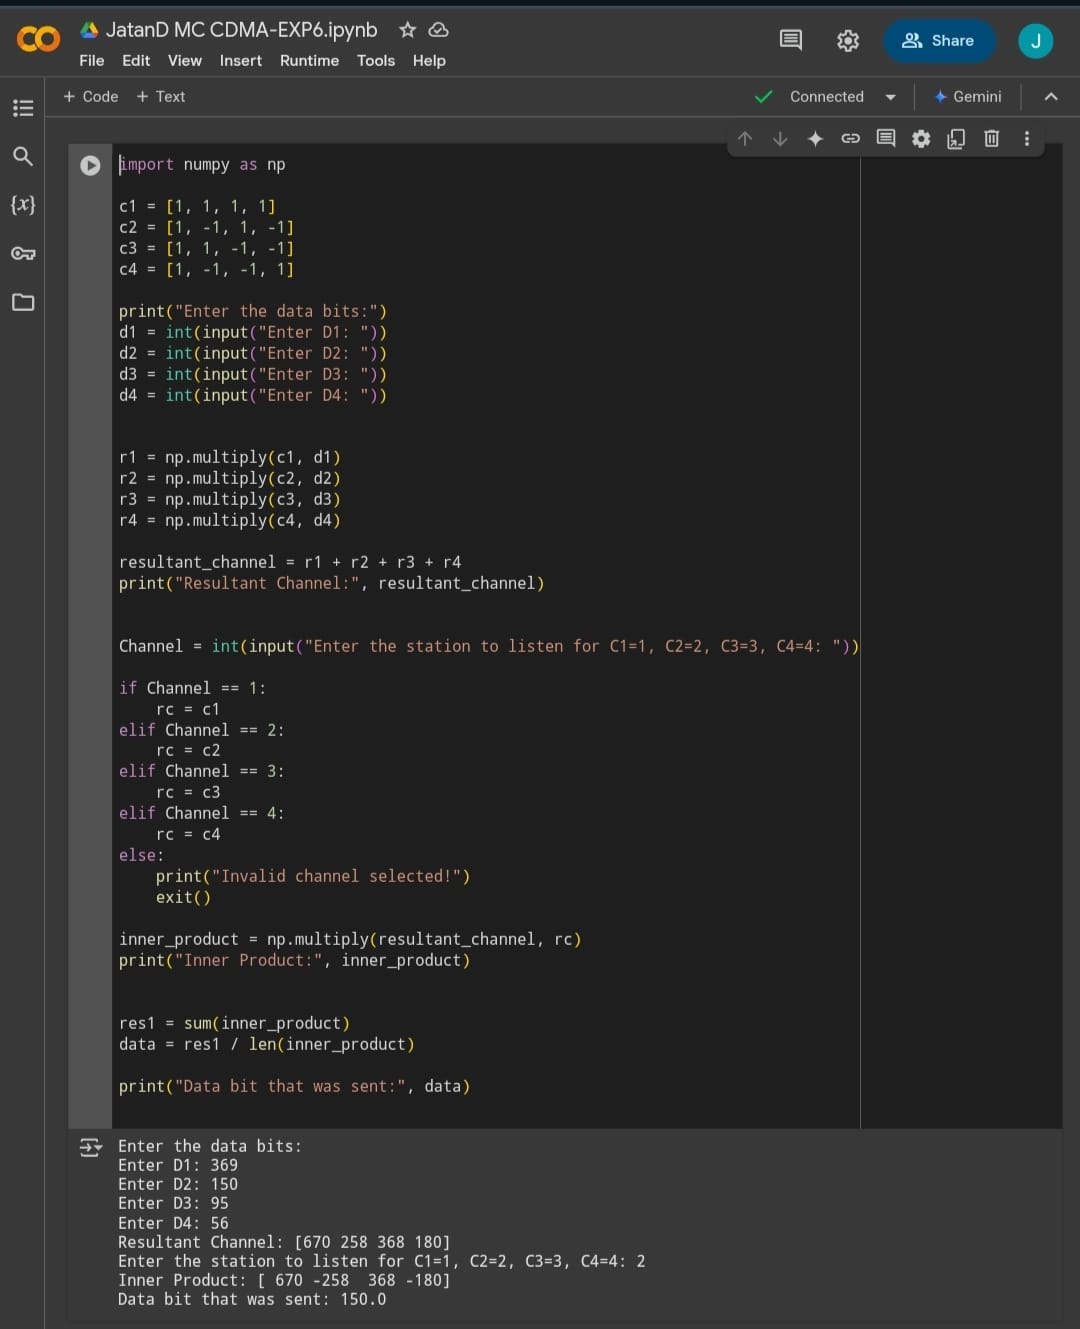 JatanD MC CDMA-EXP6.ipynb
File Edit View Insert Runtime Tools Help
Share
J
+ Code + Text
Connected
Gemini
{x}
import numpy as np
c1 = [1, 1, 1, 1]
c2 = [1, -1, 1, -1]
c3 = [1, 1, -1, -1]
c4 = [1, -1, -1, 1]
print("Enter the data bits:")
d1 = int(input("Enter D1: "))
d2 = int(input("Enter D2: "))
d3 = int(input("Enter D3: "))
d4 = int(input("Enter D4: "))
r1 = np.multiply(c1, d1)
r2 = np.multiply(c2, d2)
r3 = np.multiply(c3, d3)
r4 = np.multiply(c4, d4)
resultant_channel = r1 + r2 + r3 + r4
print("Resultant Channel:", resultant_channel)
Channel = int(input("Enter the station to listen for C1=1, C2=2, C3=3, C4=4: "))
if Channel == 1:
    rc = c1
elif Channel == 2:
    rc = c2
elif Channel == 3:
    rc = c3
elif Channel == 4:
    rc = c4
else:
    print("Invalid channel selected!")
    exit()
inner_product = np.multiply(resultant_channel, rc)
print("Inner Product:", inner_product)
res1 = sum(inner_product)
data = res1 / len(inner_product)
print("Data bit that was sent:", data)
Enter the data bits:
Enter D1: 369
Enter D2: 150
Enter D3: 95
Enter D4: 56
Resultant Channel: [670 258 368 180]
Enter the station to listen for C1=1, C2=2, C3=3, C4=4: 2
Inner Product: [ 670 -258  368 -180]
Data bit that was sent: 150.0